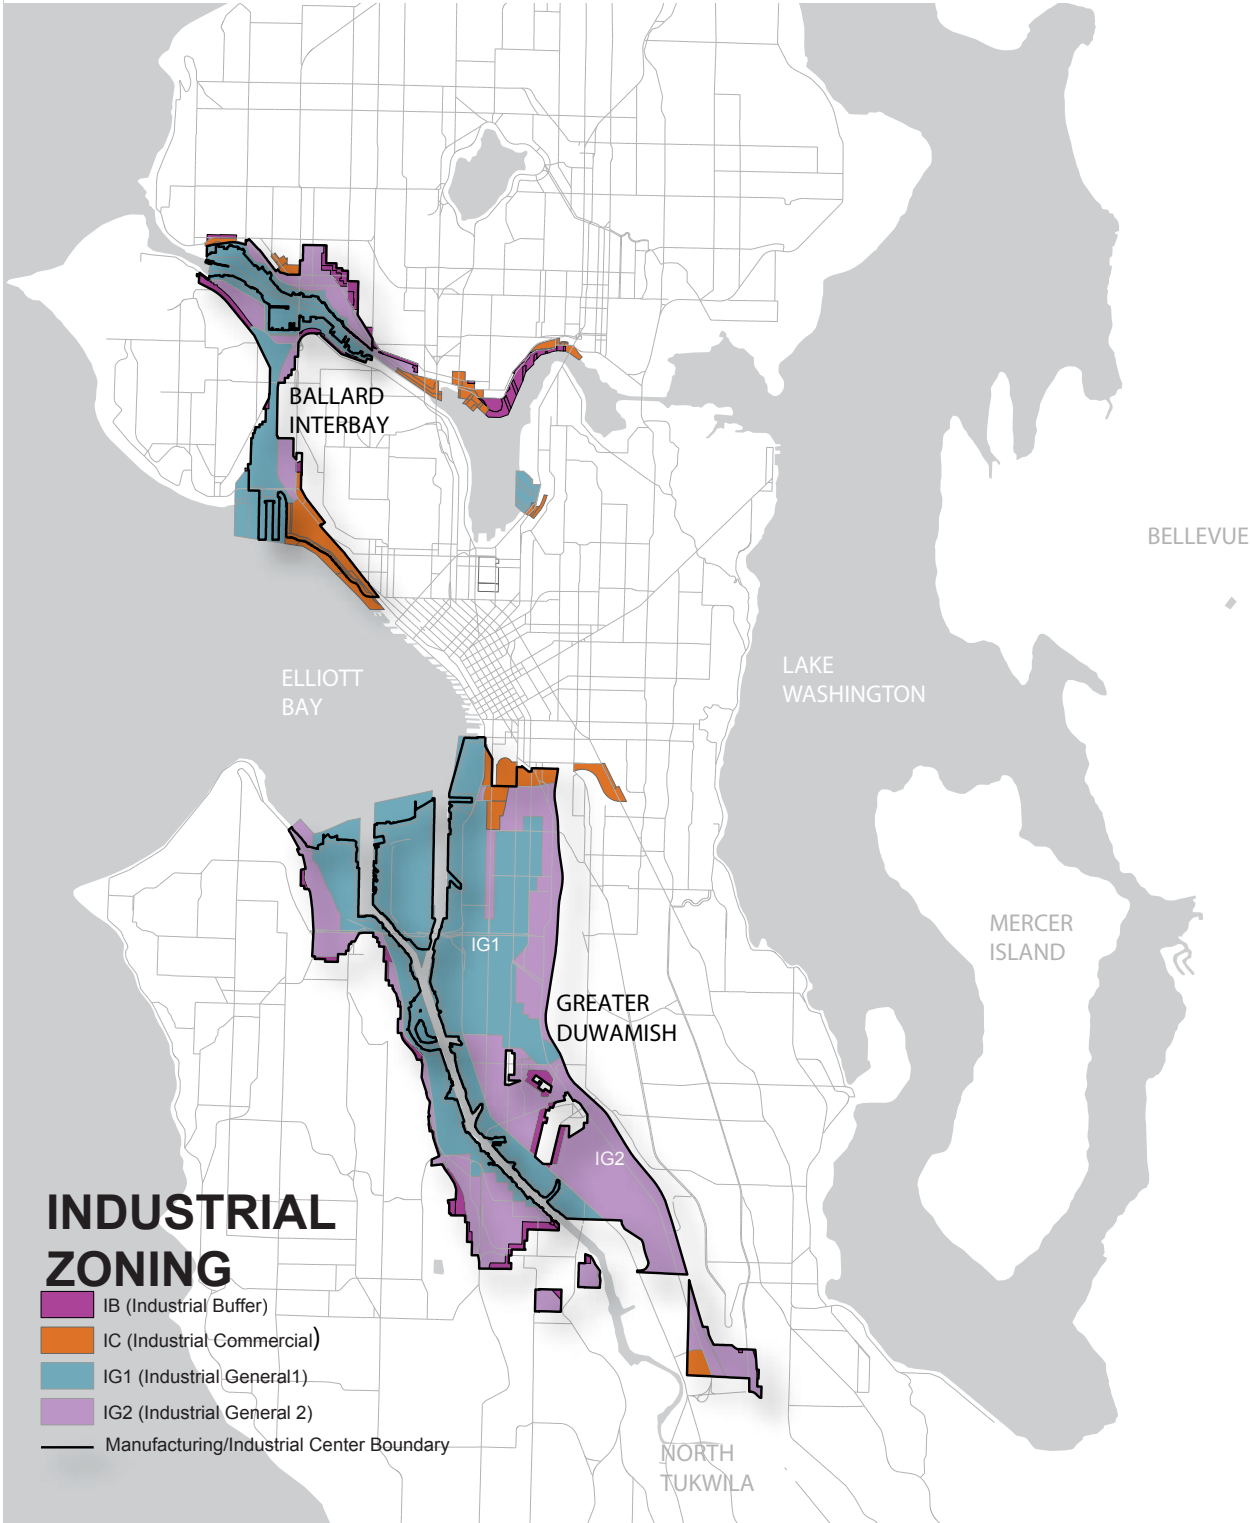 BALLARD
INTERBAY
BELLEVUE
ELLIOTT
BAY
LAKE
WASHINGTON
MERCER
ISLAND
IG1
GREATER
DUWAMISH
IG2
INDUSTRIAL
ZONING
IB (Industrial Buffer)
IC (Industrial Commercial)
IG1 (Industrial General1)
IG2 (Industrial General 2)
Manufacturing/Industrial Center Boundary
NORTH
TUKWILA